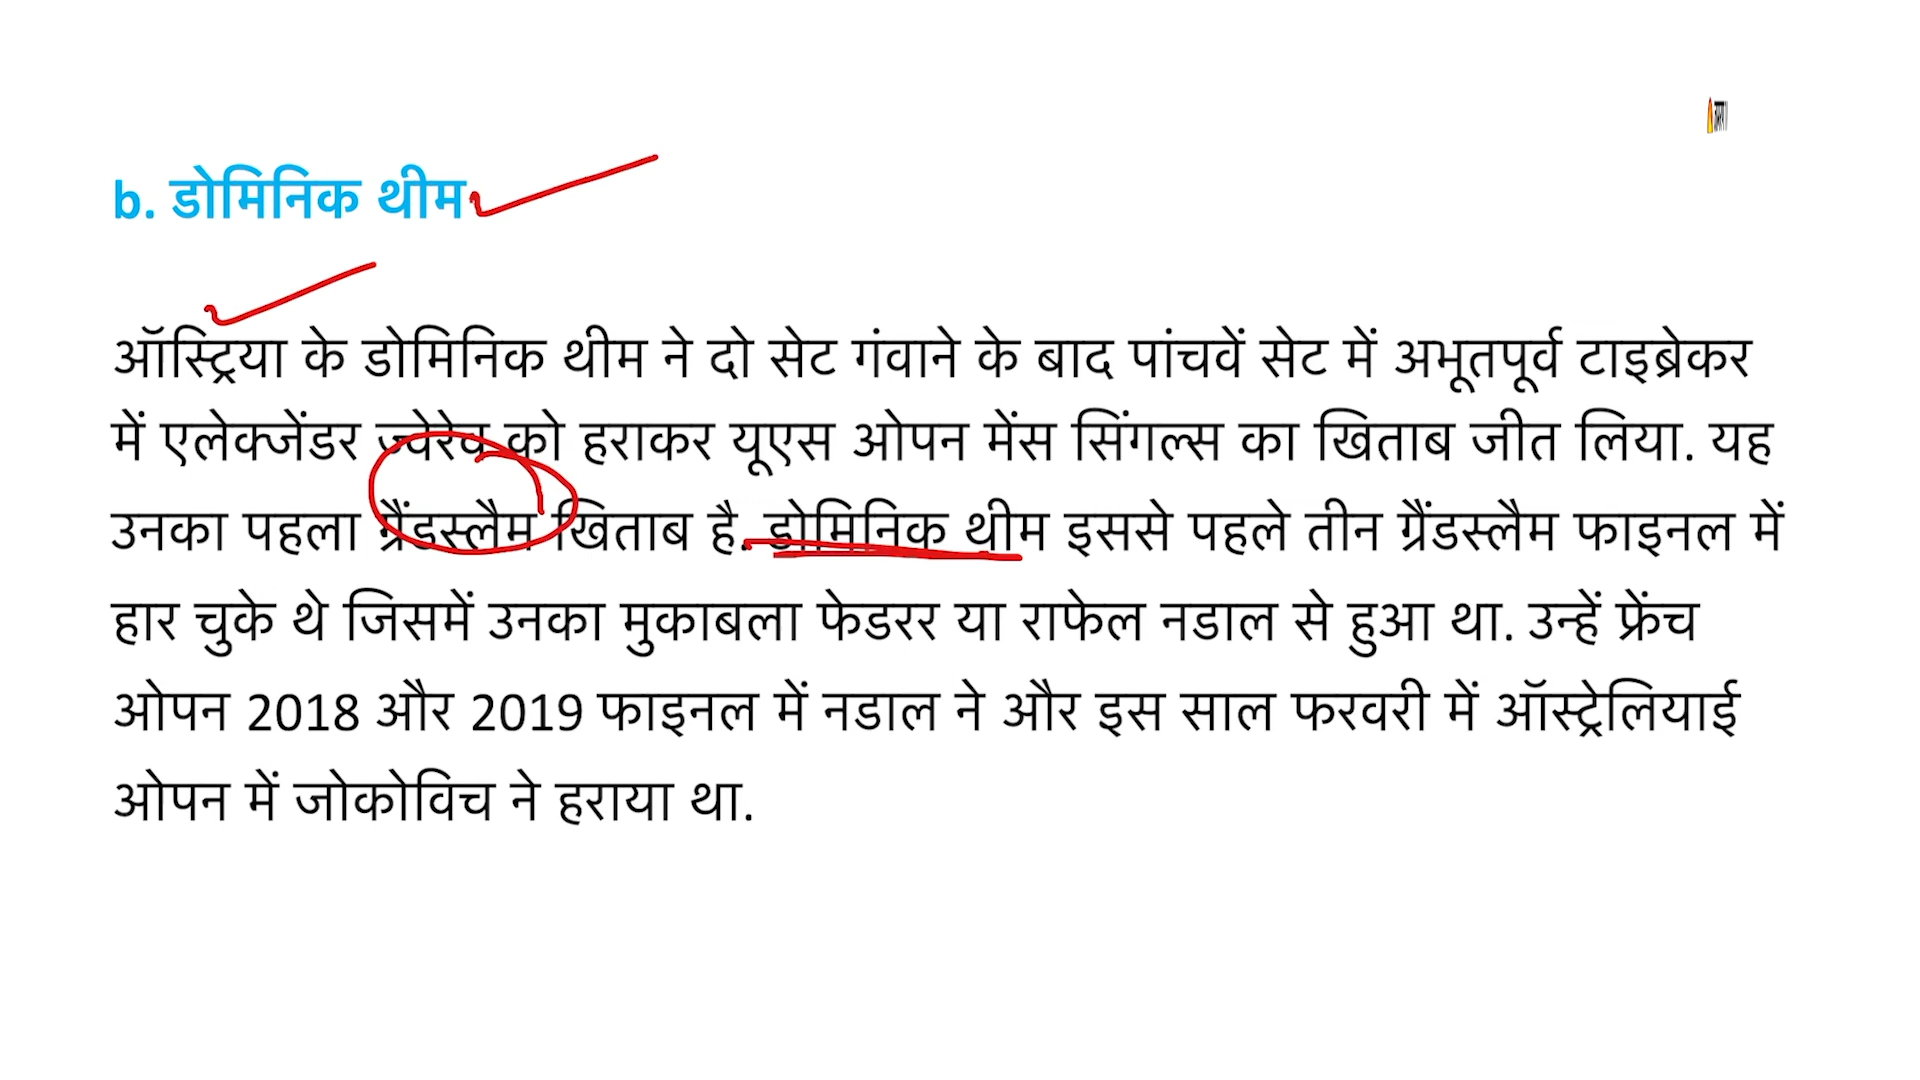 b. डोमिनिक थीम
ऑस्ट्रिया के डोमिनिक थीम ने दो सेट गंवाने के बाद पांचवें सेट में अभूतपूर्व टाइब्रेकर
में एलेक्जेंडर ज्वेरेव को हराकर यूएस ओपन मेंस सिंगल्स का खिताब जीत लिया. यह
उनका पहला ग्रैंडस्लैम खिताब है. डोमिनिक थीम इससे पहले तीन ग्रैंडस्लैम फाइनल में
हार चुके थे जिसमें उनका मुकाबला फेडरर या राफेल नडाल से हुआ था. उन्हें फ्रेंच
ओपन 2018 और 2019 फाइनल में नडाल ने और इस साल फरवरी में ऑस्ट्रेलियाई
ओपन में जोकोविच ने हराया था.